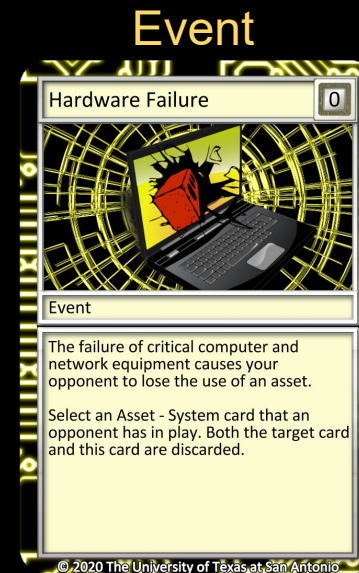 Event
Hardware Failure
0
Event
The failure of critical computer and
network equipment causes your
opponent to lose the use of an asset.
Select an Asset - System card that an
opponent has in play. Both the target card
and this card are discarded.
© 2020 The University of Texas at San Antonio